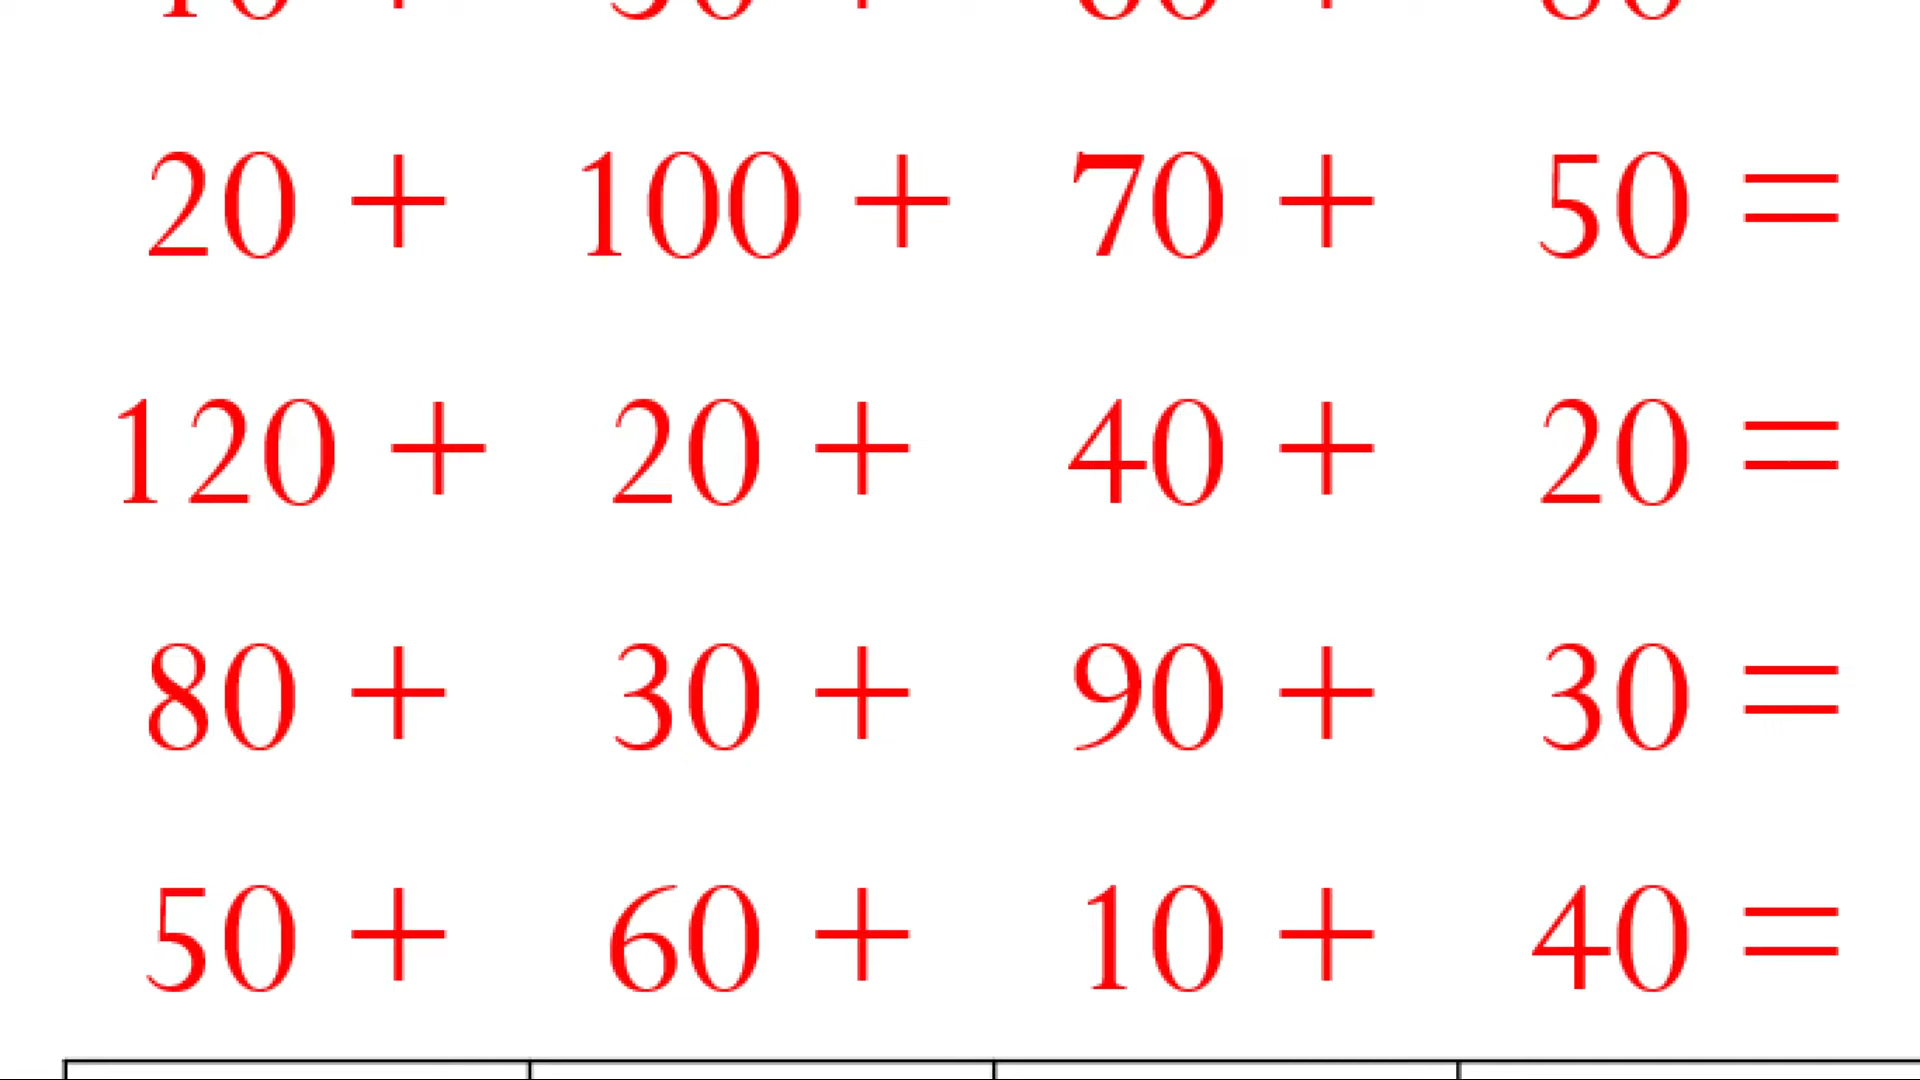 20 + 100 + 70 + 50 =
120 + 20 + 40 + 20 =
80 + 30 + 90 + 30 =
50 + 60 + 10 + 40 =